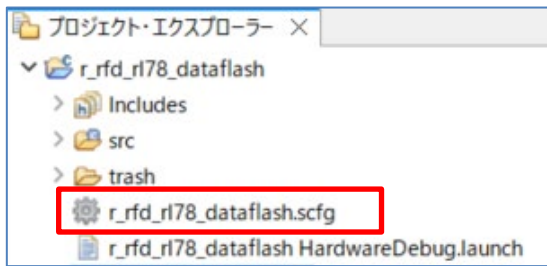 プロジェクト・エクスプローラー
r_rfd_rl78_dataflash
Includes
src
trash
r_rfd_rl78_dataflash.scfg
r_rfd_rl78_dataflash HardwareDebug.launch